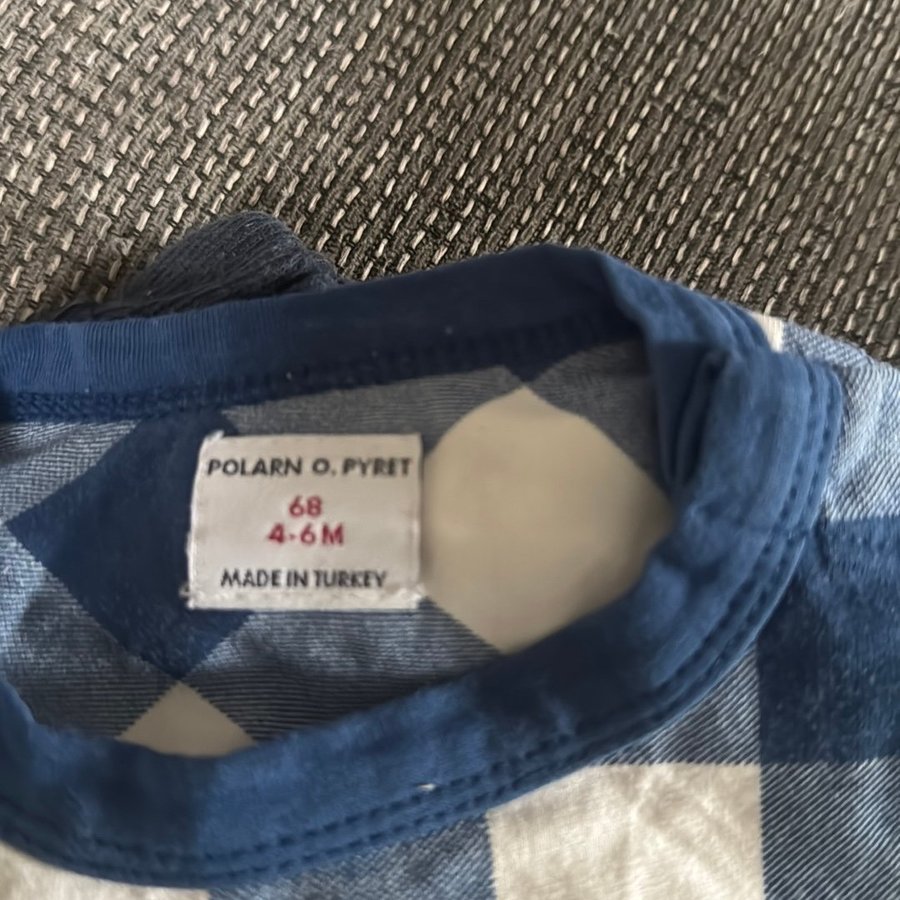 POLARN O. PYRET
68
4-6M
MADE IN TURKEY